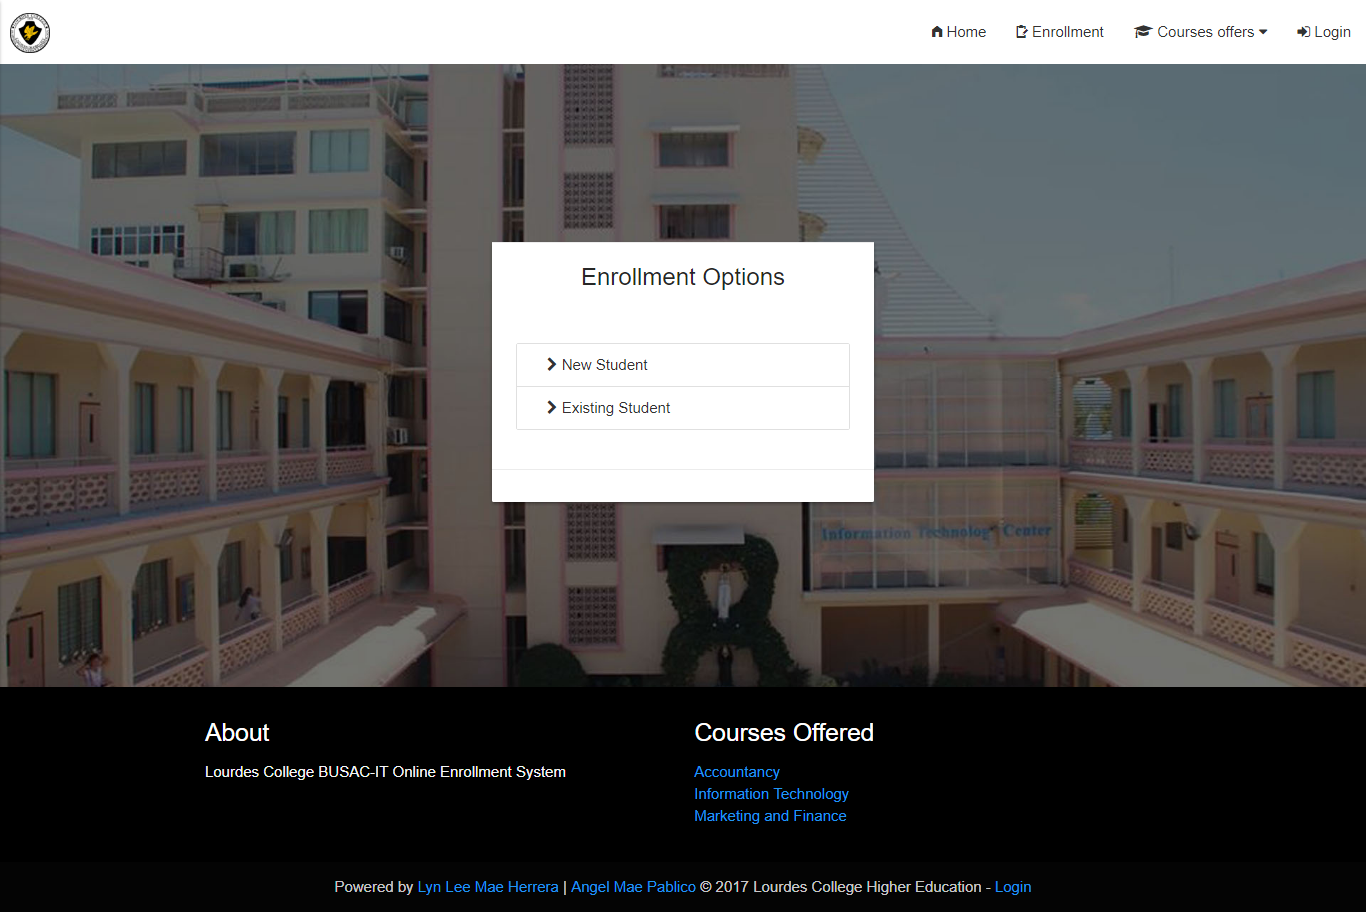 Home Enrollment Courses offers Login
Enrollment Options
New Student
Existing Student
Information Technology Center
About
Lourdes College BUSAC-IT Online Enrollment System
Courses Offered
Accountancy
Information Technology
Marketing and Finance
Powered by Lyn Lee Mae Herrera | Angel Mae Pablico © 2017 Lourdes College Higher Education - Login